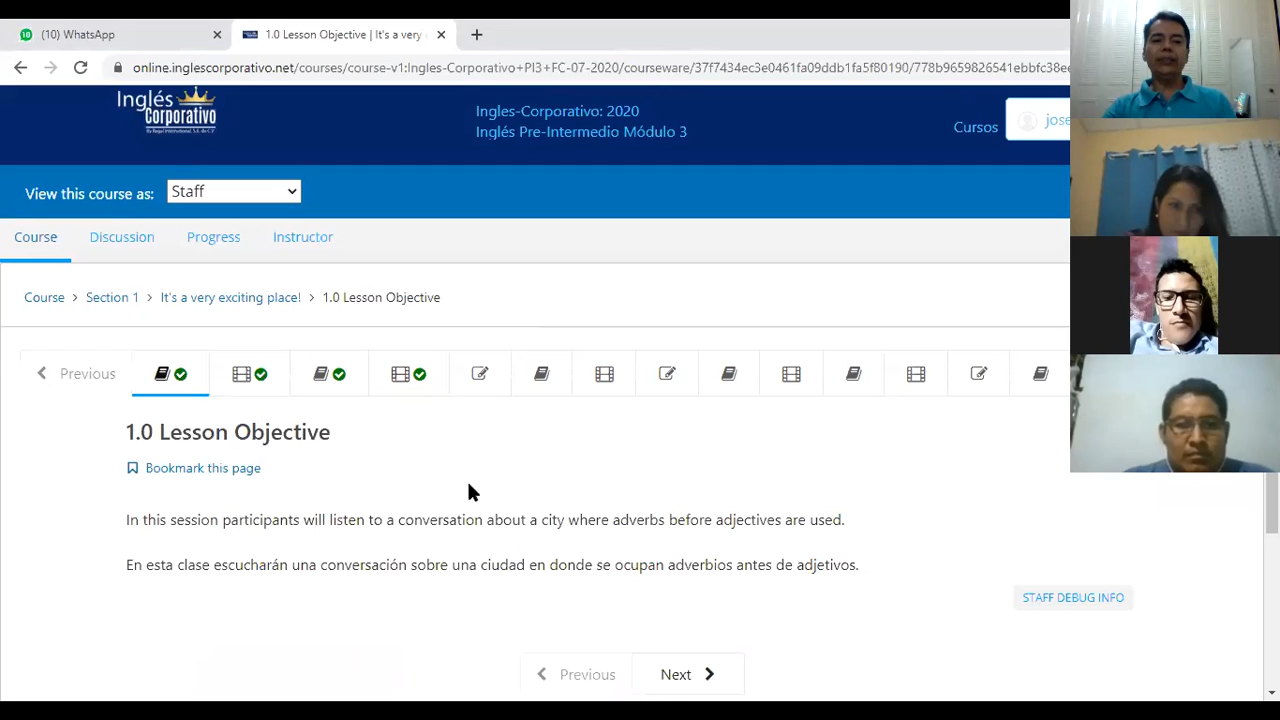 (10) WhatsApp
1.0 Lesson Objective | It's a very
online.inglescorporativo.net/courses/course-v1:Ingles-Corporativo+PI3+FC-07-2020/courseware/37f7434ec3e0461fa09ddb1fa5f80190/778b9659826541ebbfc38ee
Inglés
Corporativo
Ingles-Corporativo: 2020
Inglés Pre-Intermedio Módulo 3
Cursos
jose
View this course as:
Staff
Course
Discussion
Progress
Instructor
Course > Section 1 > It's a very exciting place! > 1.0 Lesson Objective
Previous
1.0 Lesson Objective
Bookmark this page
In this session participants will listen to a conversation about a city where adverbs before adjectives are used.
En esta clase escucharán una conversación sobre una ciudad en donde se ocupan adverbios antes de adjetivos.
STAFF DEBUG INFO
Previous
Next